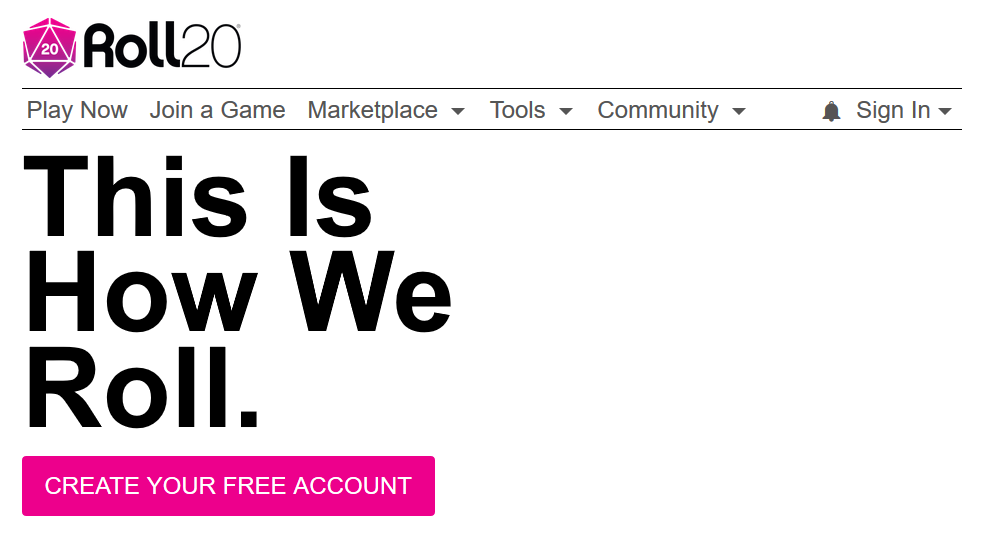 20 Roll20®
Play Now Join a Game Marketplace Tools Community Sign In
This Is
How We
Roll.
CREATE YOUR FREE ACCOUNT